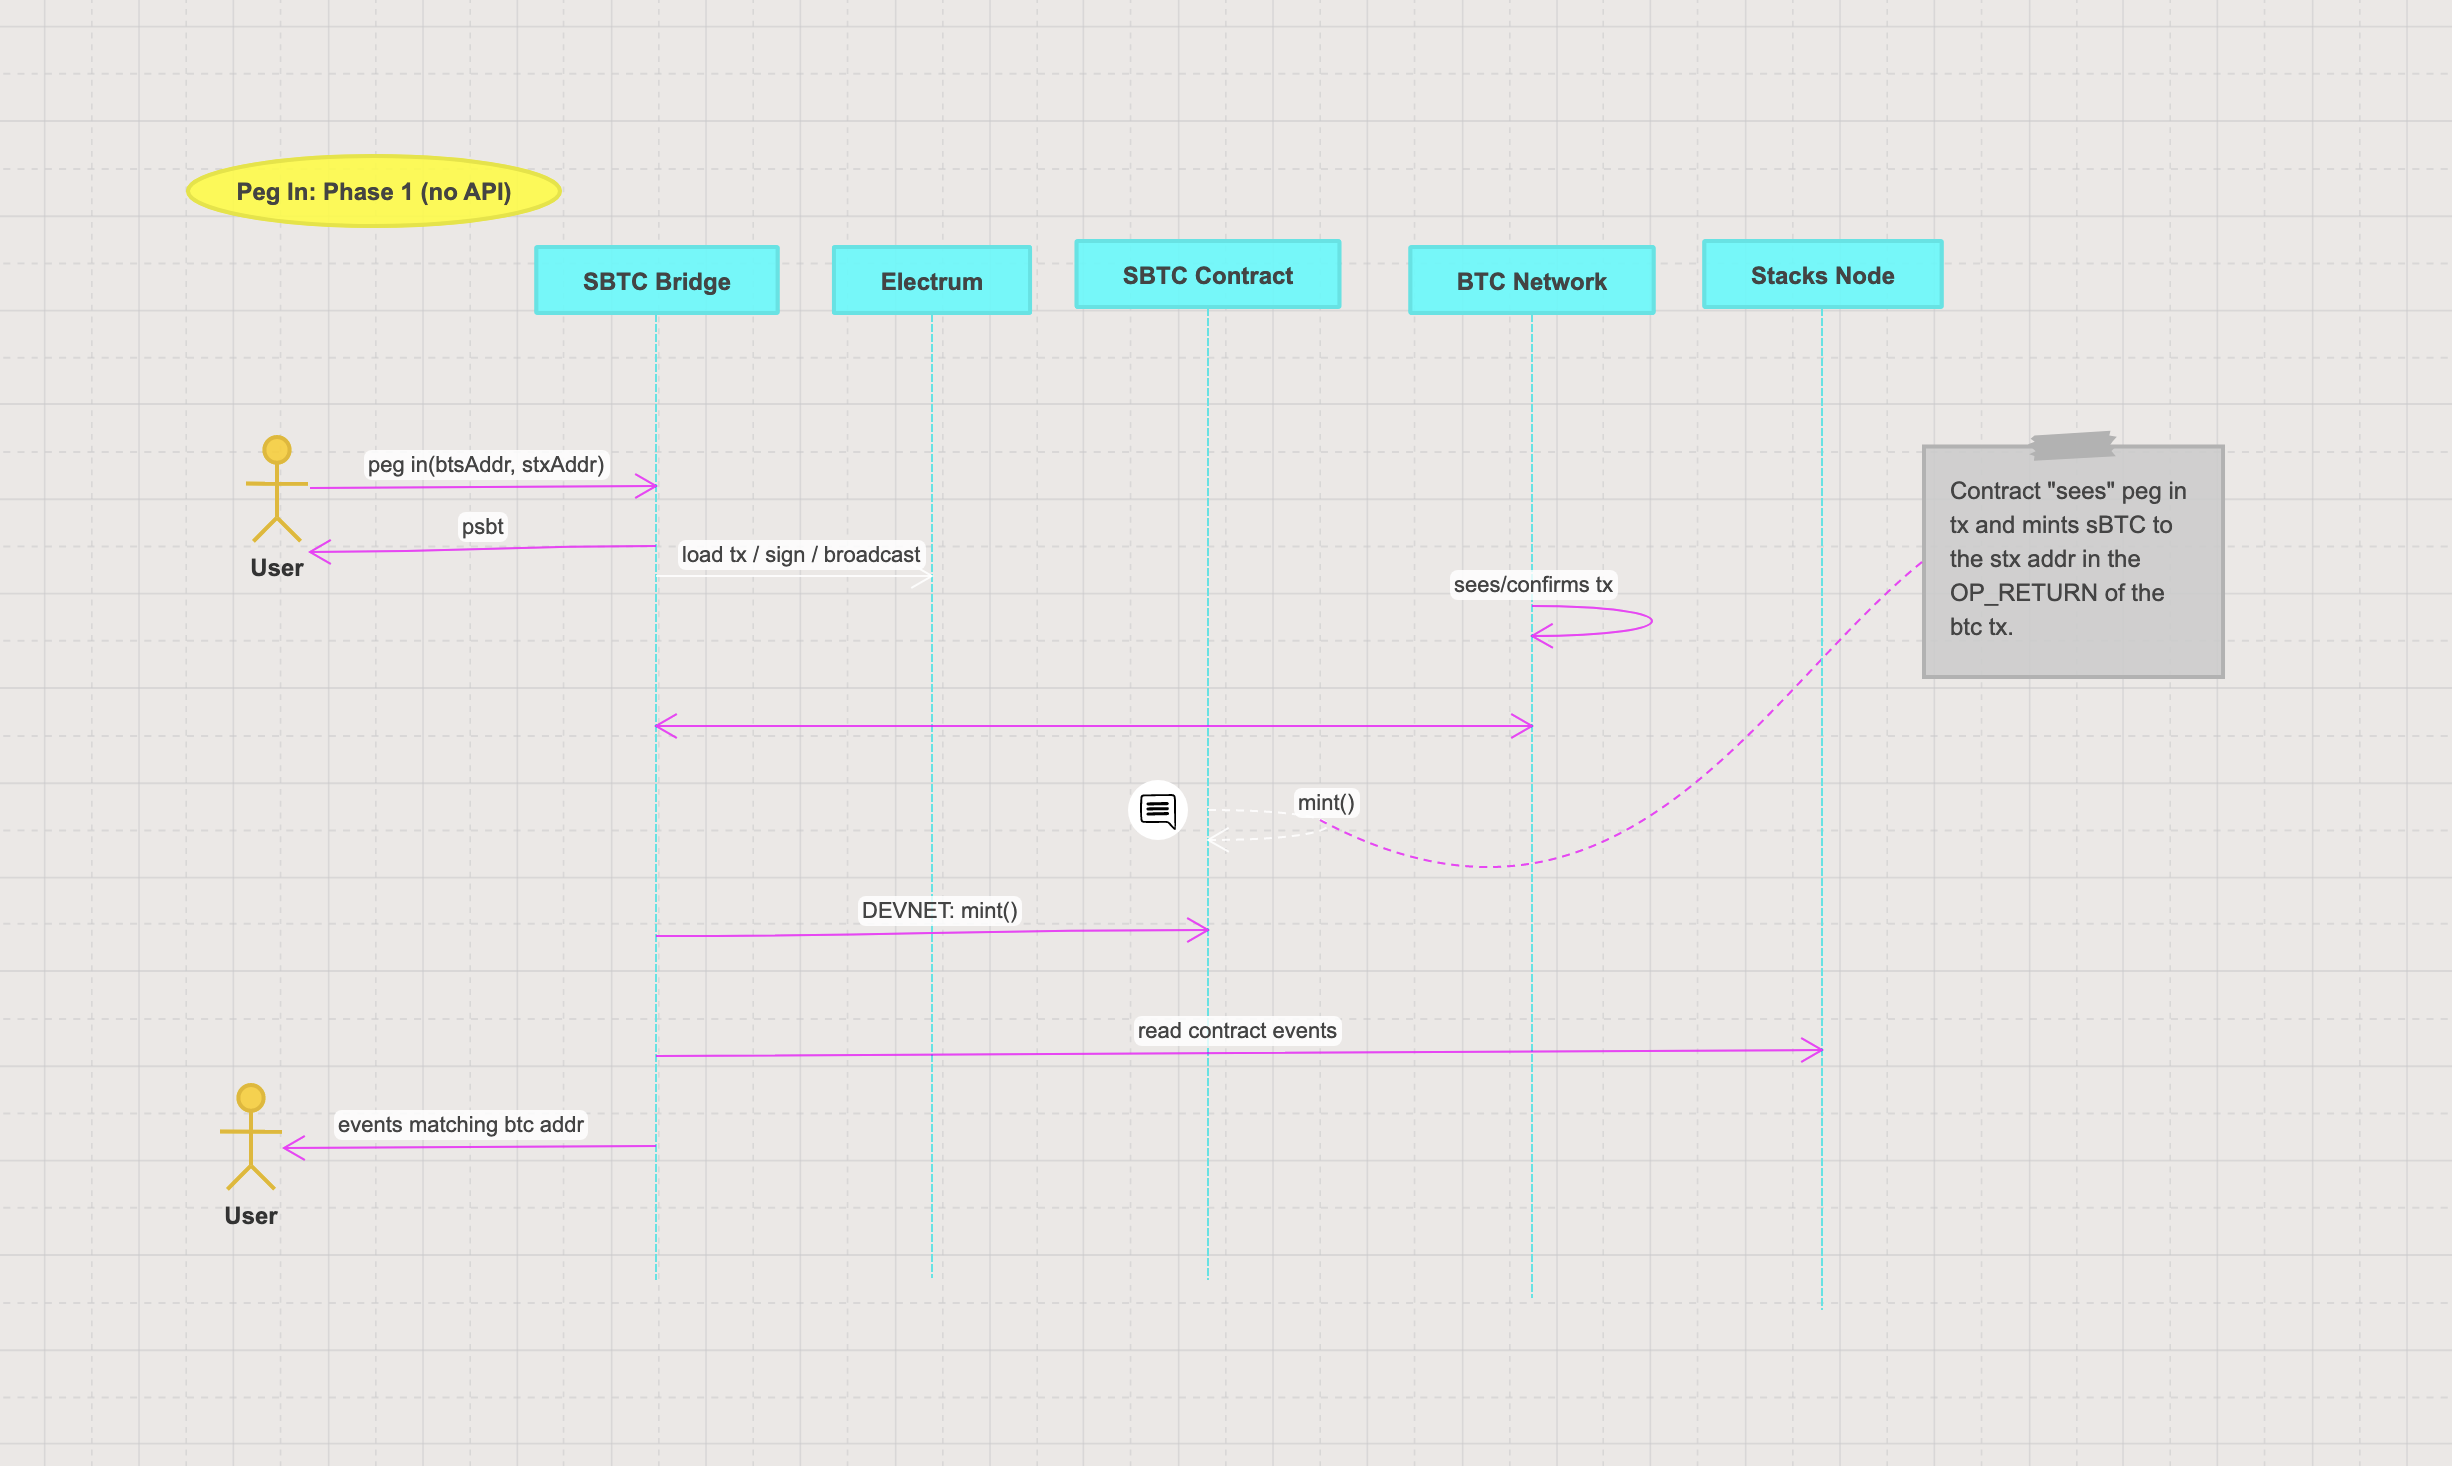 Peg In: Phase 1 (no API)
SBTC Bridge
Electrum
SBTC Contract
BTC Network
Stacks Node
peg in(btsAddr, stxAddr)
psbt
User
load tx / sign / broadcast
sees/confirms tx
Contract "sees" peg in
tx and mints sBTC to
the stx addr in the
OP_RETURN of the
btc tx.
mint()
DEVNET: mint()
read contract events
events matching btc addr
User